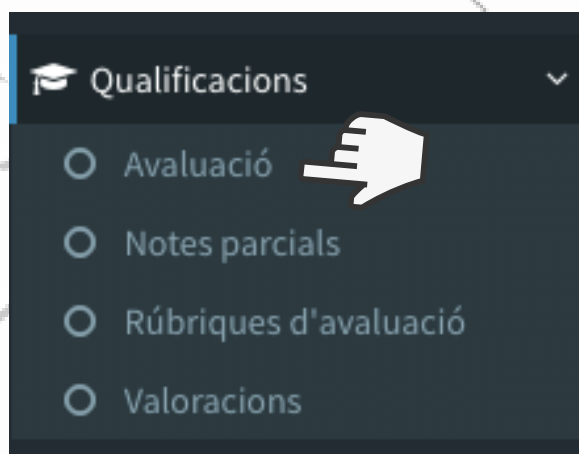 Qualificacions
Avaluació
Notes parcials
Rúbriques d'avaluació
Valoracions